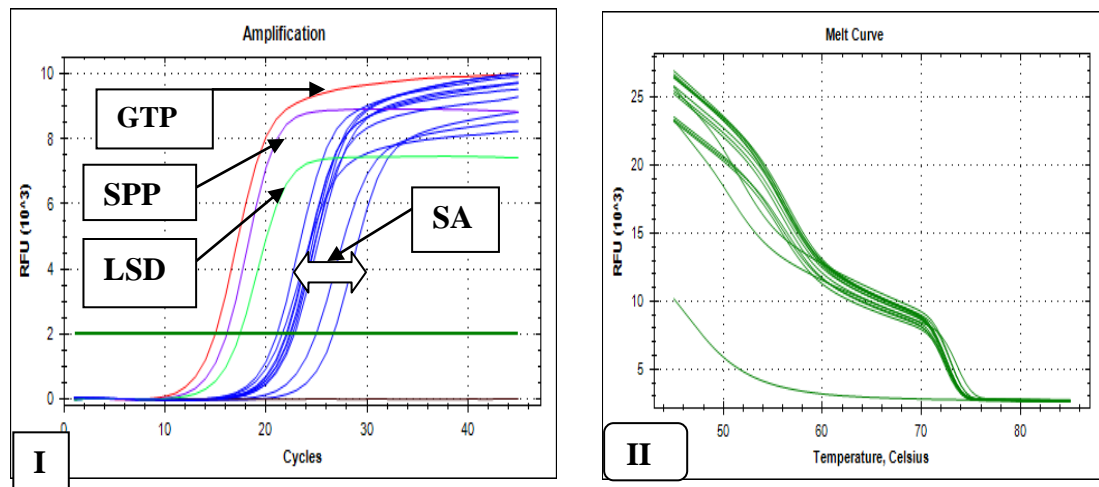 Amplification
10
8
6
4
2
0
RFU (10^3)
0
10
20
30
40
Cycles
GTP
SPP
LSD
SA
I
Melt Curve
25
20
15
10
5
RFU (10^3)
50
60
70
80
Temperature, Celsius
II